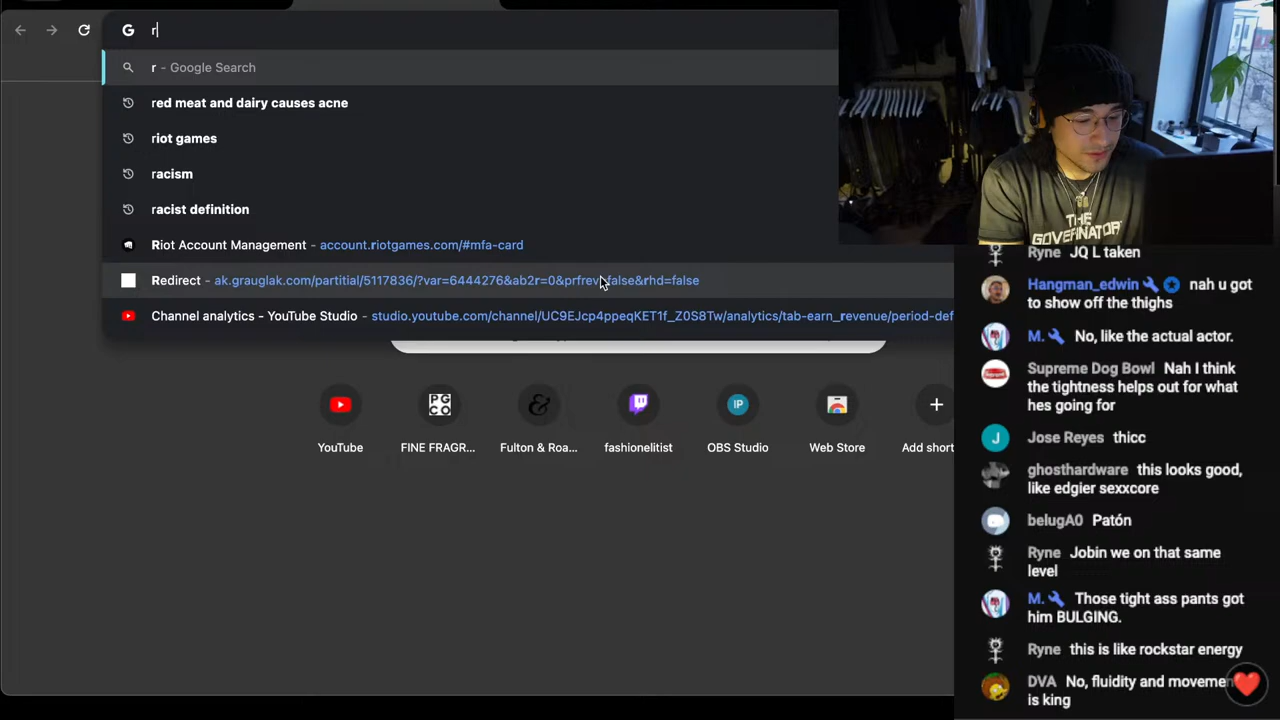 r
r - Google Search
red meat and dairy causes acne
riot games
racism
racist definition
Riot Account Management - account.riotgames.com/#mfa-card
Redirect - ak.grauglak.com/partitial/5117836/?var=6444276&ab2r=0&prfrev=false&rhd=false
Channel analytics - YouTube Studio - studio.youtube.com/channel/UC9EJcp4ppeqKET1f_Z0S8Tw/analytics/tab-earn_revenue/period-def
YouTube
FINE FRAGR...
Fulton & Roa...
fashionelitist
OBS Studio
Web Store
Add short
PG
CO
&
IP
THE
GOVERNATOR
Ryne JQ L taken
Hangman_edwin nah u got
to show off the thighs
M. No, like the actual actor.
Supreme Dog Bowl Nah I think
the tightness helps out for what
hes going for
J
Jose Reyes thicc
ghosthardware this looks good,
like edgier sexxcore
belugA0 Patón
Ryne Jobin we on that same
level
M. Those tight ass pants got
him BULGING.
Ryne this is like rockstar energy
DVA No, fluidity and movemen
is king